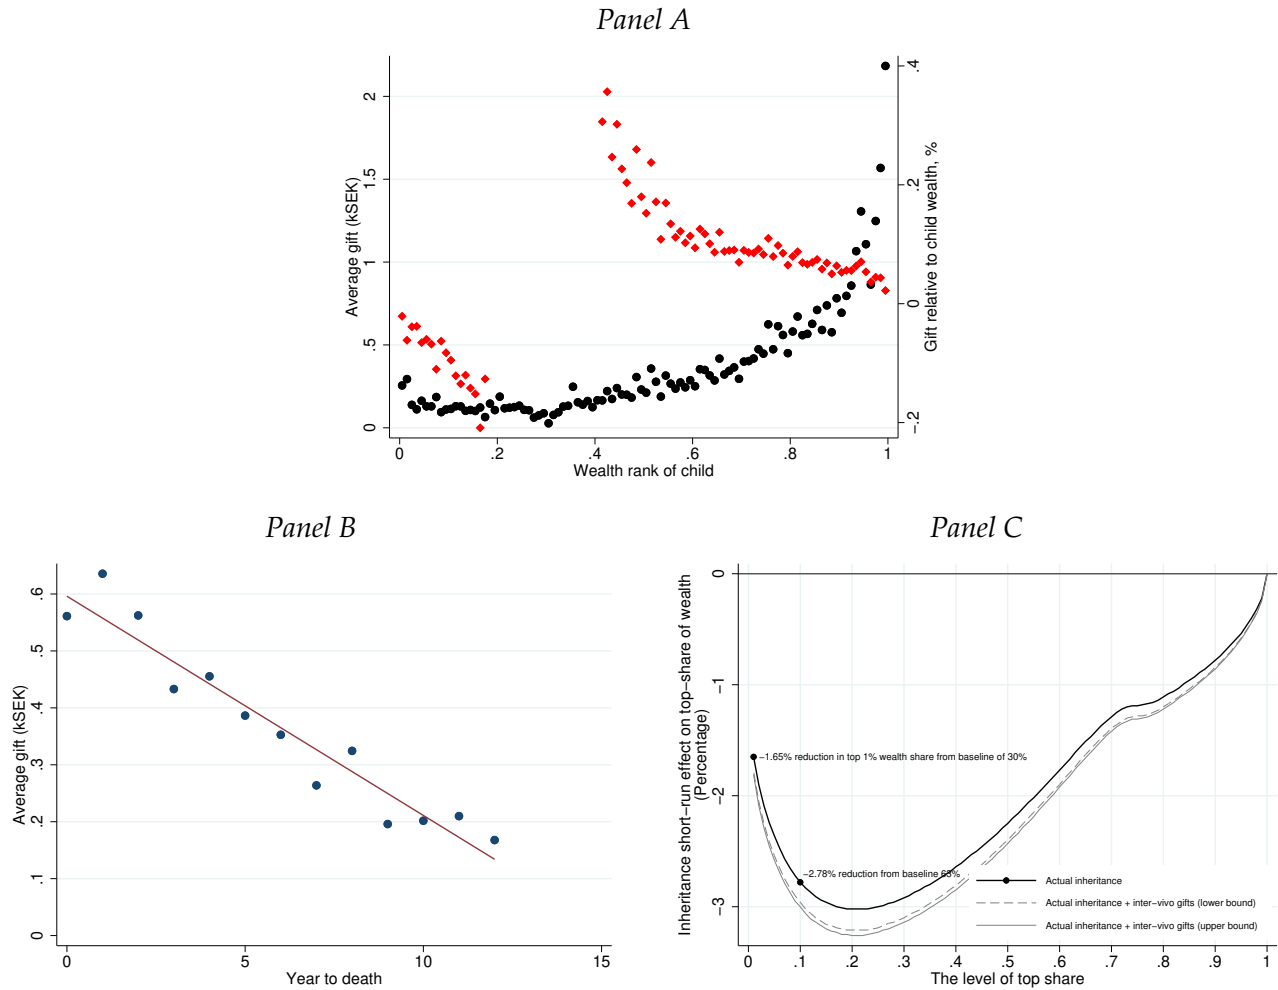 Panel A
Average gift (kSEK)
2
1.5
1
.5
0
.4
.2
0
-.2
Gift relative to child wealth, %
0 .2 .4 .6 .8 1
Wealth rank of child
Panel B
Average gift (kSEK)
.6
.5
.4
.3
.2
.1
0
0 5 10 15
Year to death
Panel C
Inheritance short-run effect on top-share of wealth
(Percentage)
0
-1
-2
-3
-1.65% reduction in top 1% wealth share from baseline of 30%
-2.78% reduction from baseline 63%
Actual inheritance
Actual inheritance + inter-vivo gifts (lower bound)
Actual inheritance + inter-vivo gifts (upper bound)
0 .1 .2 .3 .4 .5 .6 .7 .8 .9 1
The level of top share